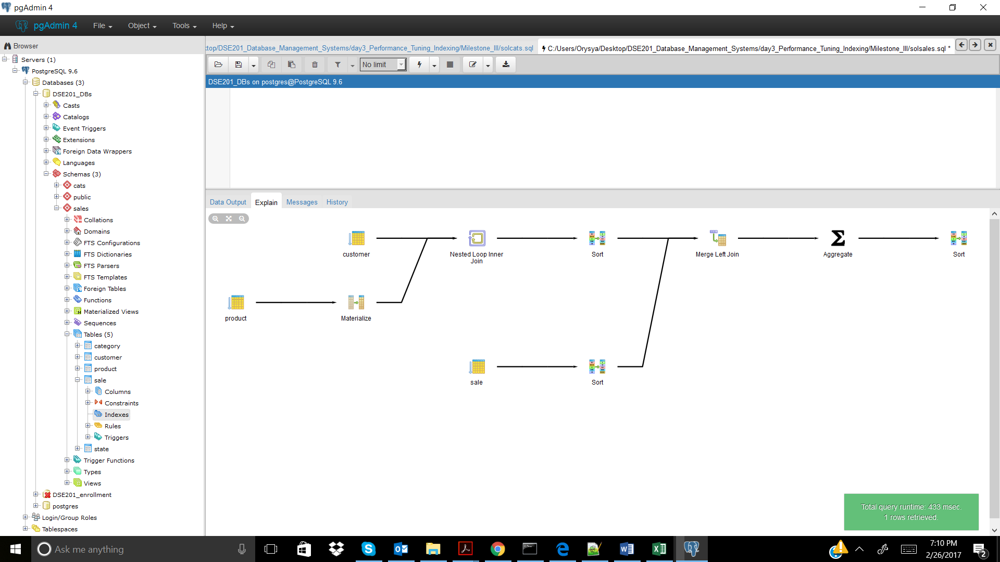 pgAdmin 4
pgAdmin 4 File Object Tools Help
Browser
Servers (1)
PostgreSQL 9.6
Databases (3)
DSE201_DBs
Casts
Catalogs
Event Triggers
Extensions
Foreign Data Wrappers
Languages
Schemas (3)
cats
public
sales
Collations
Domains
FTS Configurations
FTS Dictionaries
FTS Parsers
FTS Templates
Foreign Tables
Functions
Materialized Views
Sequences
Tables (5)
category
customer
product
sale
Columns
Constraints
Indexes
Rules
Triggers
state
Trigger Functions
Types
Views
DSE201_enrollment
postgres
Login/Group Roles
Tablespaces
ktop/DSE201_Database_Management_Systems/day3_Performance_Tuning_Indexing/Milestone_III/solcats.sql
C:/Users/Orysya/Desktop/DSE201_Database_Management_Systems/day3_Performance_Tuning_Indexing/Milestone_III/solsales.sql *
No limit
DSE201_DBs on postgres@PostgreSQL 9.6
Data Output Explain Messages History
customer
Nested Loop Inner
Join
Sort
Merge Left Join
Aggregate
Sort
product
Materialize
sale
Sort
Total query runtime: 433 msec.
1 rows retrieved.
Ask me anything
7:10 PM
2/26/2017
2